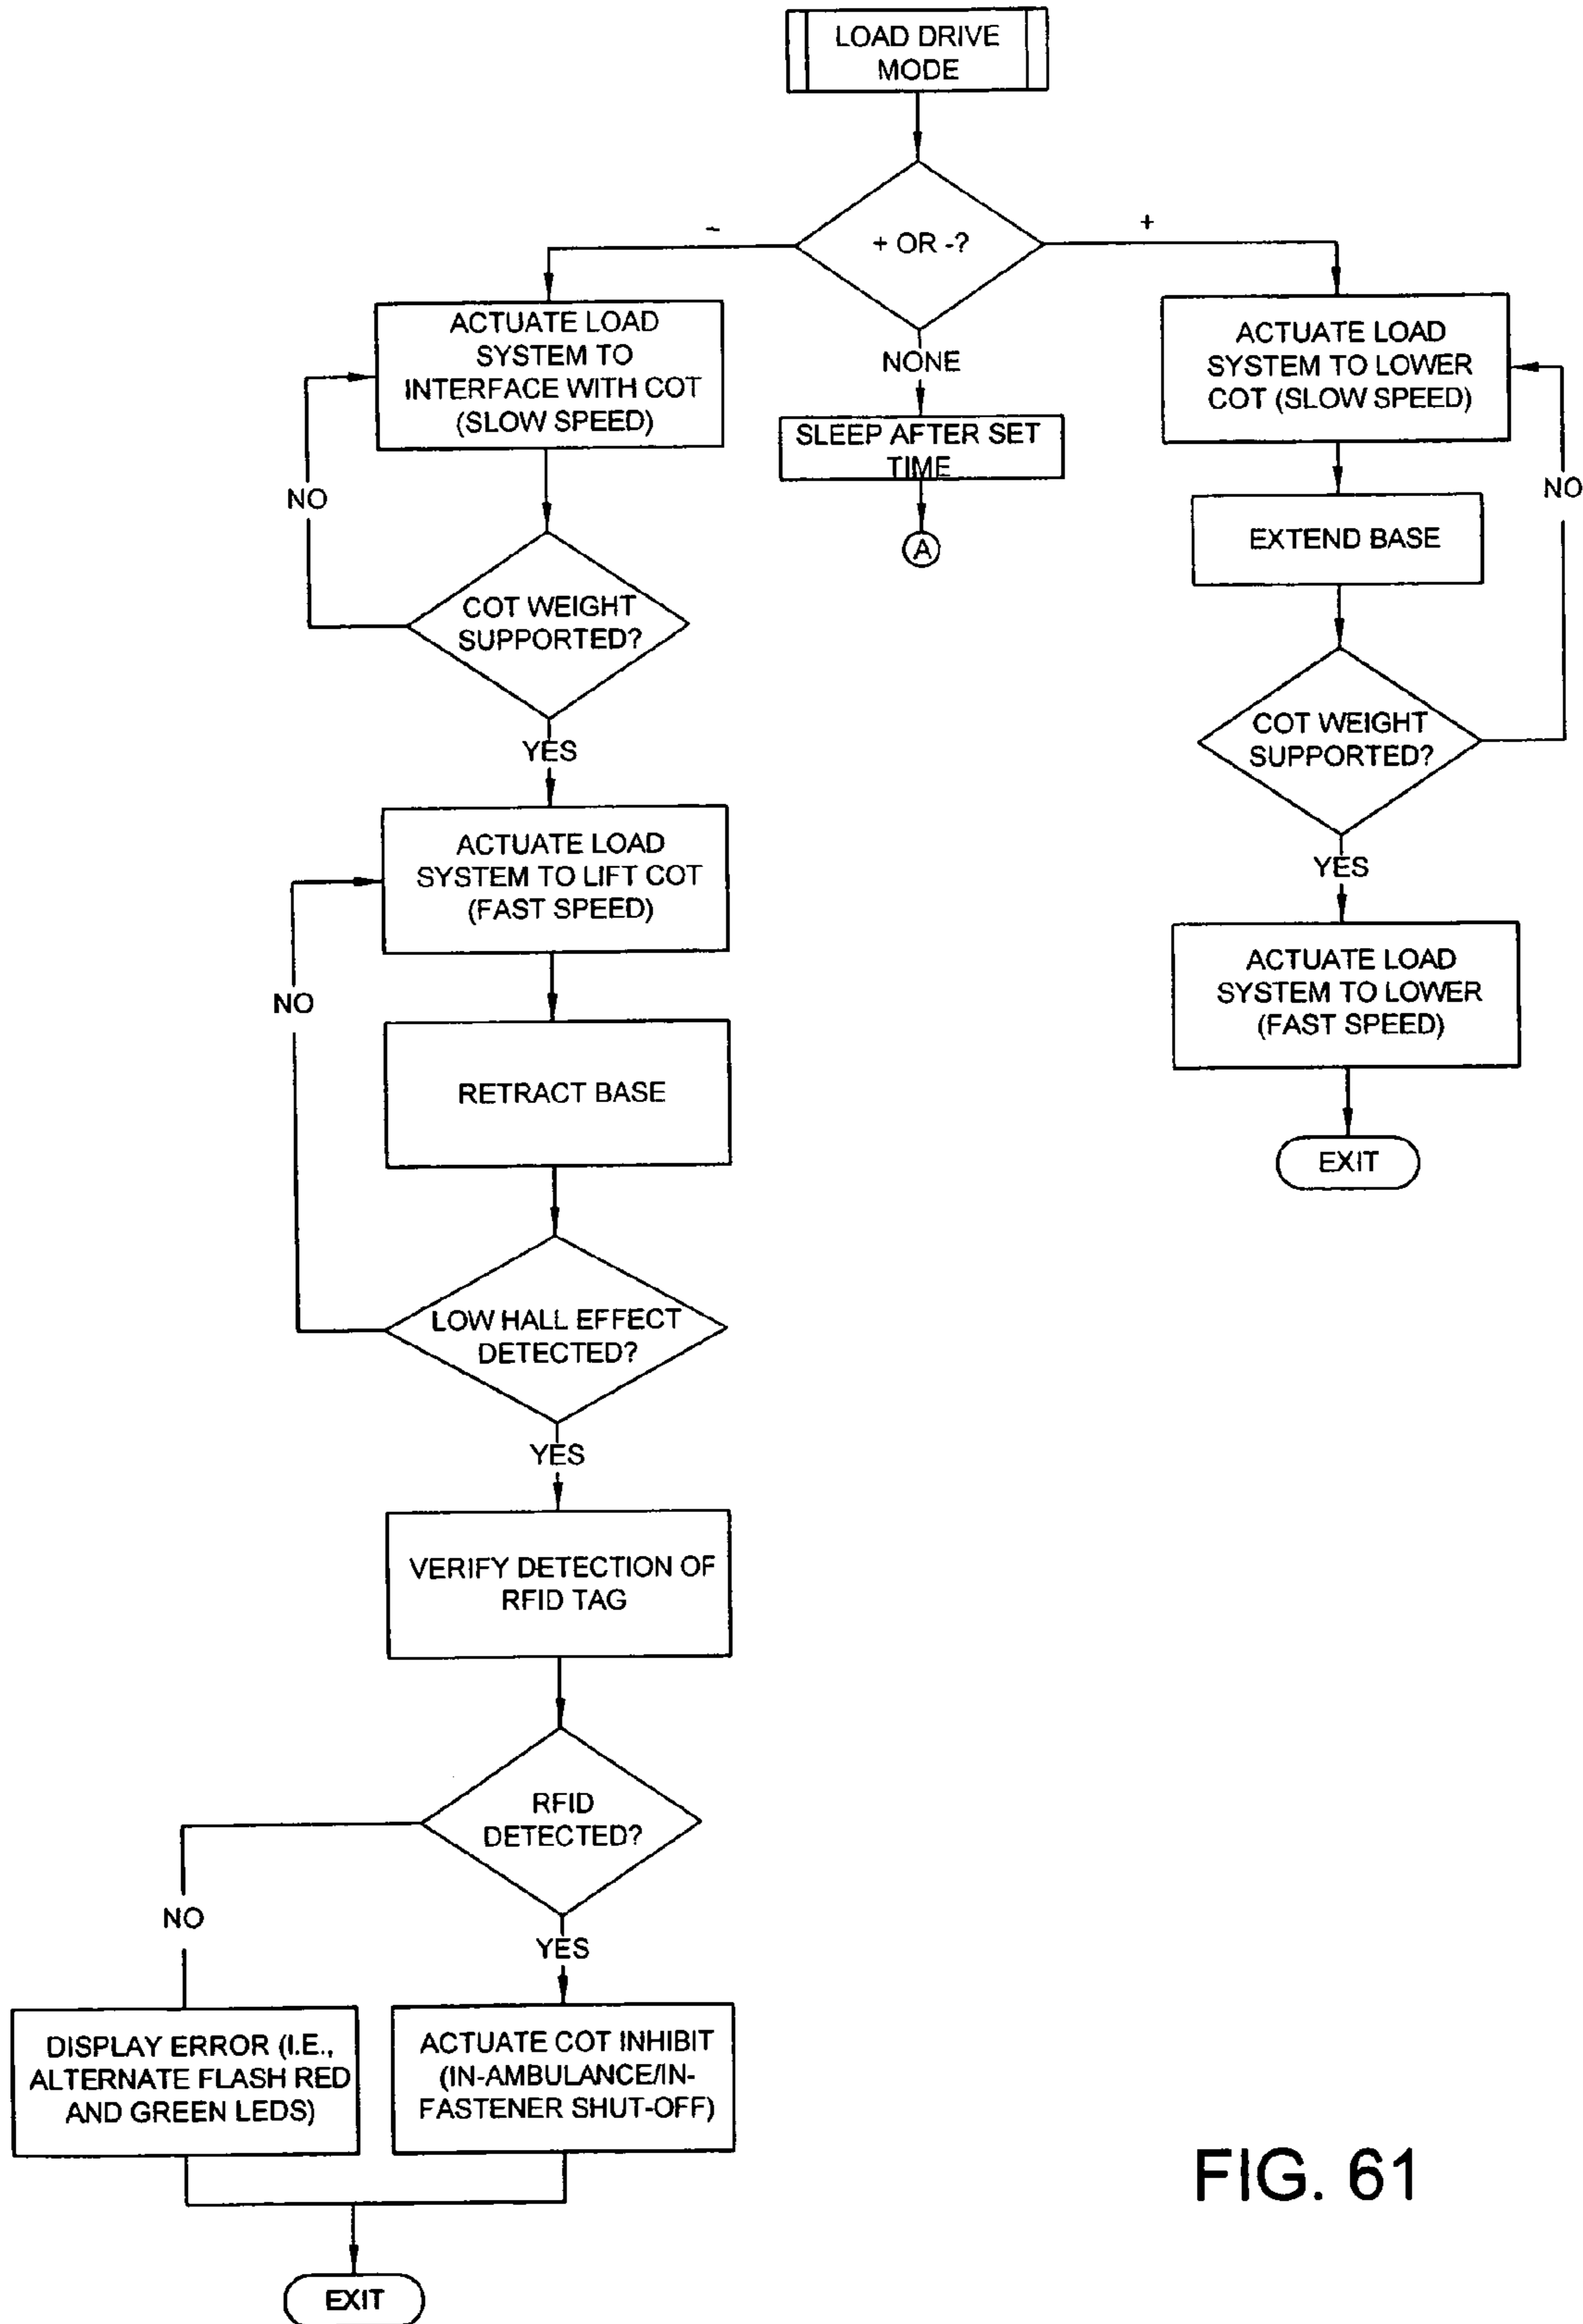 LOAD DRIVE
MODE
+ OR -?
-
+
NONE
ACTUATE LOAD
SYSTEM TO
INTERFACE WITH COT
(SLOW SPEED)
NO
COT WEIGHT
SUPPORTED?
YES
ACTUATE LOAD
SYSTEM TO LIFT COT
(FAST SPEED)
NO
RETRACT BASE
LOW HALL EFFECT
DETECTED?
YES
VERIFY DETECTION OF
RFID TAG
RFID
DETECTED?
NO
YES
DISPLAY ERROR (I.E.,
ALTERNATE FLASH RED
AND GREEN LEDS)
ACTUATE COT INHIBIT
(IN-AMBULANCE/IN-
FASTENER SHUT-OFF)
EXIT
SLEEP AFTER SET
TIME
A
ACTUATE LOAD
SYSTEM TO LOWER
COT (SLOW SPEED)
NO
EXTEND BASE
COT WEIGHT
SUPPORTED?
YES
ACTUATE LOAD
SYSTEM TO LOWER
(FAST SPEED)
EXIT
FIG. 61